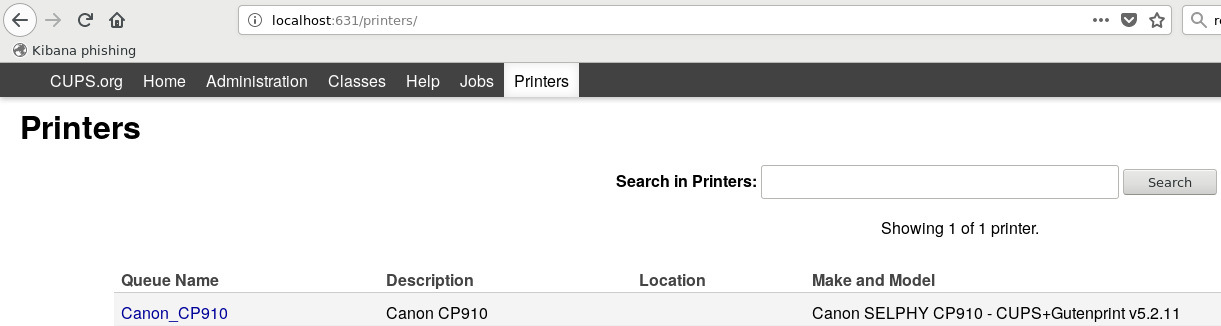 localhost:631/printers/
Kibana phishing
CUPS.org Home Administration Classes Help Jobs Printers
Printers
Search in Printers: Search
Showing 1 of 1 printer.
Queue Name Description Location Make and Model
Canon_CP910 Canon CP910 Canon SELPHY CP910 - CUPS+Gutenprint v5.2.11